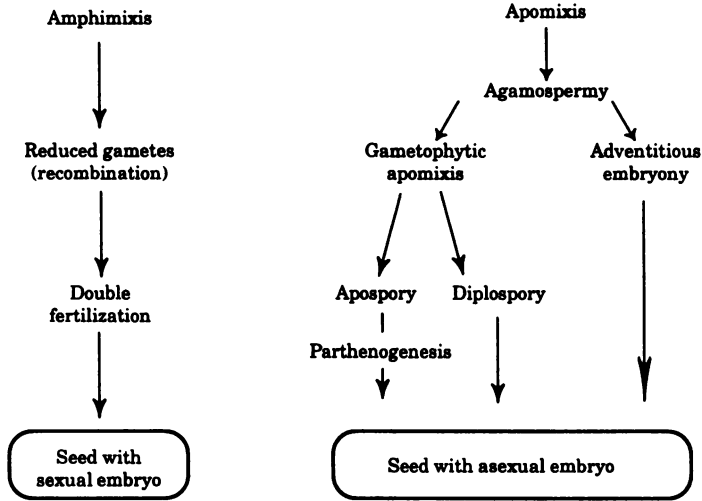 Amphimixis
Reduced gametes
(recombination)
Double
fertilization
Seed with
sexual embryo
Apomixis
Agamospermy
Gametophytic
apomixis
Adventitious
embryony
Apospory
Diplospory
Parthenogenesis
Seed with asexual embryo